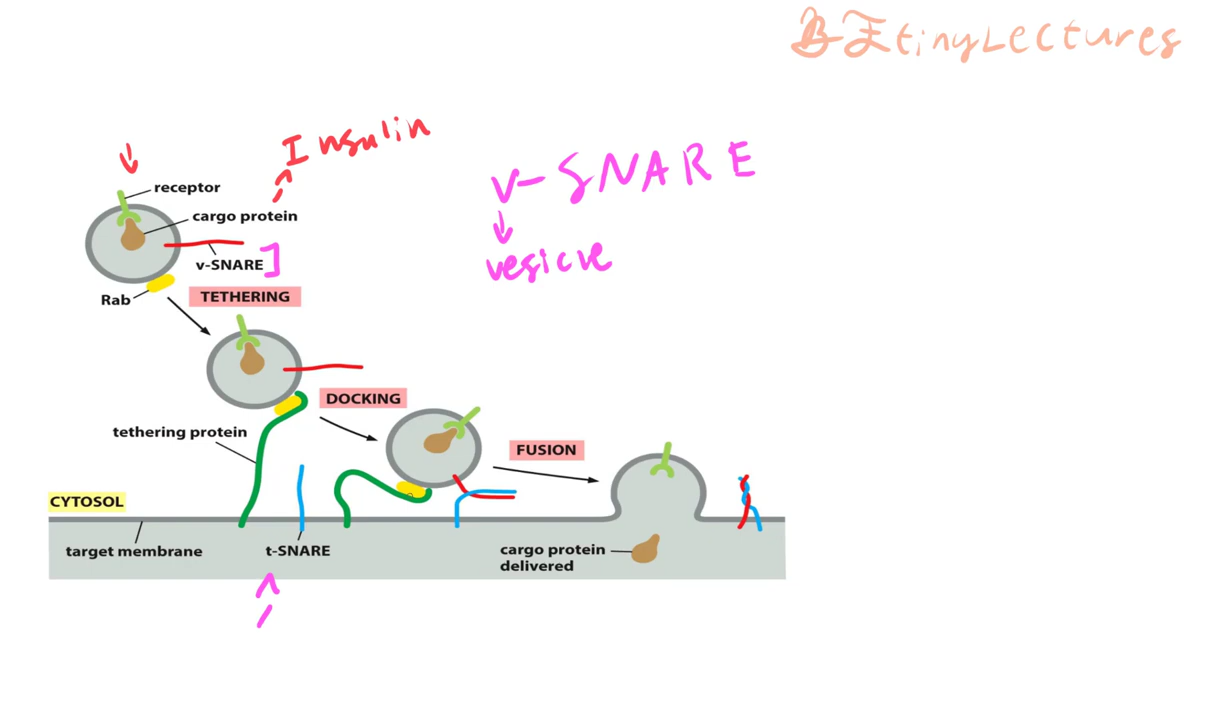 tinyLectures
Insulin
v-SNARE
receptor
cargo protein
v-SNARE
vesicve
Rab
TETHERING
DOCKING
tethering protein
FUSION
CYTOSOL
target membrane
t-SNARE
cargo protein
delivered